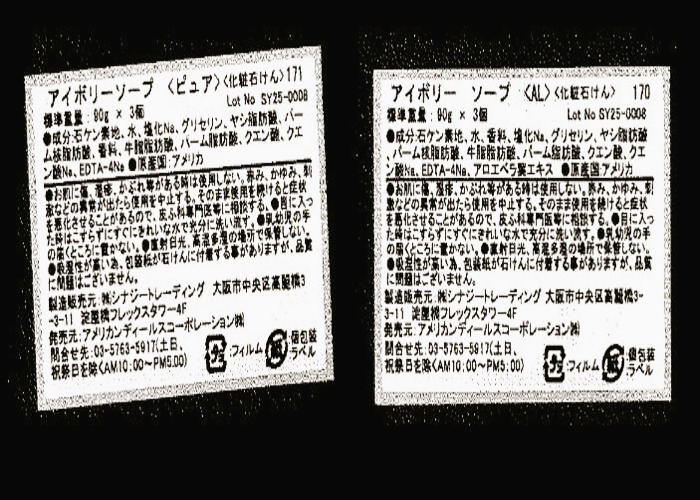 アイボリーソープ 〈ピュア〉〈化粧石けん〉 171
標準重量：90g × 3個 Lot No SY25-0008
●成分:石ケン素地、水、塩化Na、グリセリン、ヤシ脂肪酸、パー
ム核脂肪酸、香料、牛脂脂肪酸、パーム脂肪酸、クエン酸、クエ
ン酸Na、EDTA-4Na ●原産国:アメリカ
●お肌に傷、湿疹、かぶれ等がある時は使用しない。赤み、かゆみ、刺
激などの異常が出たら使用を中止する。そのまま使用を続けると症状
を悪化させることがあるので、皮ふ科専門医等に相談する。●目に入っ
た時はこすらずにすぐにきれいな水で充分に洗い流す。●乳幼児の手
の届くところに置かない。●直射日光、高温多湿の場所で保管しない。
●吸湿性が高い為、包装紙が石けんに付着する事がありますが、品質
に問題はございません。
製造販売元:㈱シナジートレーディング 大阪市中央区高麗橋3
-3-11 淀屋橋フレックスタワー4F
発売元:アメリカンディールスコーポレーション㈱
問合せ先:03-5763-5917(土日、
祝祭日を除くAM10:00～PM5:00)
プラ :フィルム 紙 :個包装
ラベル
アイボリー ソープ 〈AL〉〈化粧石けん〉 170
標準重量：90g × 3個 Lot No SY25-0008
●成分:石ケン素地、水、香料、塩化Na、グリセリン、ヤシ脂肪酸
、パーム核脂肪酸、牛脂脂肪酸、パーム脂肪酸、クエン酸、クエ
ン酸Na、EDTA-4Na、アロエベラ葉エキス ●原産国:アメリカ
●お肌に傷、湿疹、かぶれ等がある時は使用しない。赤み、かゆみ、刺
激などの異常が出たら使用を中止する。そのまま使用を続けると症状
を悪化させることがあるので、皮ふ科専門医等に相談する。●目に入っ
た時はこすらずにすぐにきれいな水で充分に洗い流す。●乳幼児の手
の届くところに置かない。●直射日光、高温多湿の場所で保管しない。
●吸湿性が高い為、包装紙が石けんに付着する事がありますが、品質
に問題はございません。
製造販売元:㈱シナジートレーディング 大阪市中央区高麗橋3-
3-11 淀屋橋フレックスタワー4F
発売元:アメリカンディールスコーポレーション㈱
問合せ先:03-5763-5917(土日、
祝祭日を除くAM10:00～PM5:00)
プラ :フィルム 紙 :個包装
ラベル